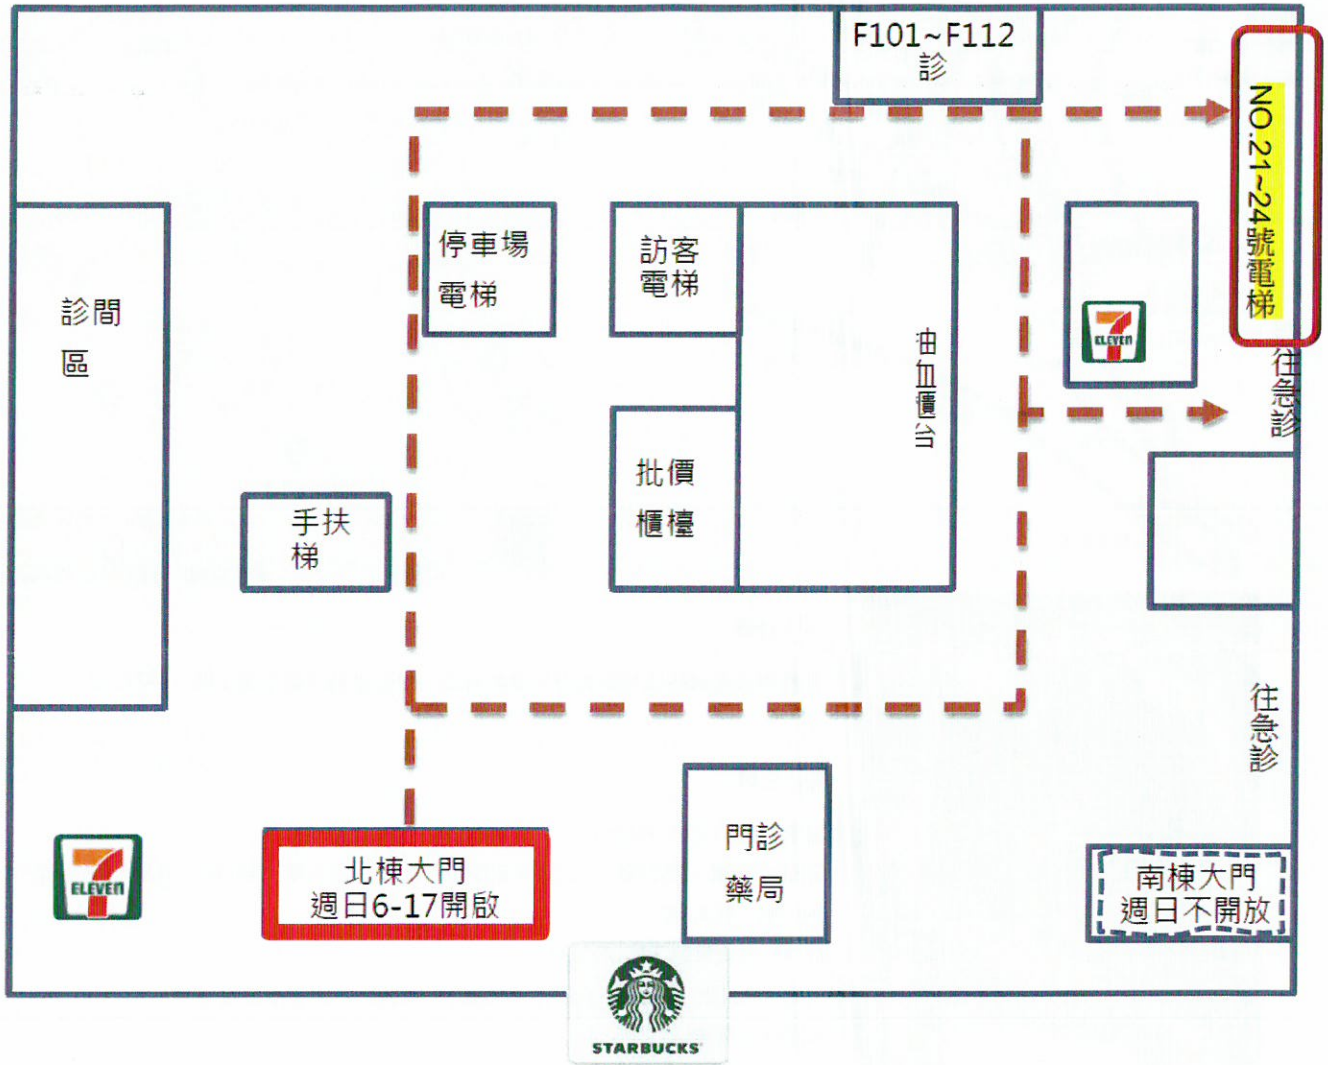 F101~F112
診
NO.21~24號電梯
停車場
電梯
訪客
電梯
診間
區
抽血櫃台
7
ELEVEN
往急診
批價
櫃檯
手扶
梯
往急診
門診
藥局
7
ELEVEN
北棟大門
週日6-17開啟
南棟大門
週日不開放
STARBUCKS